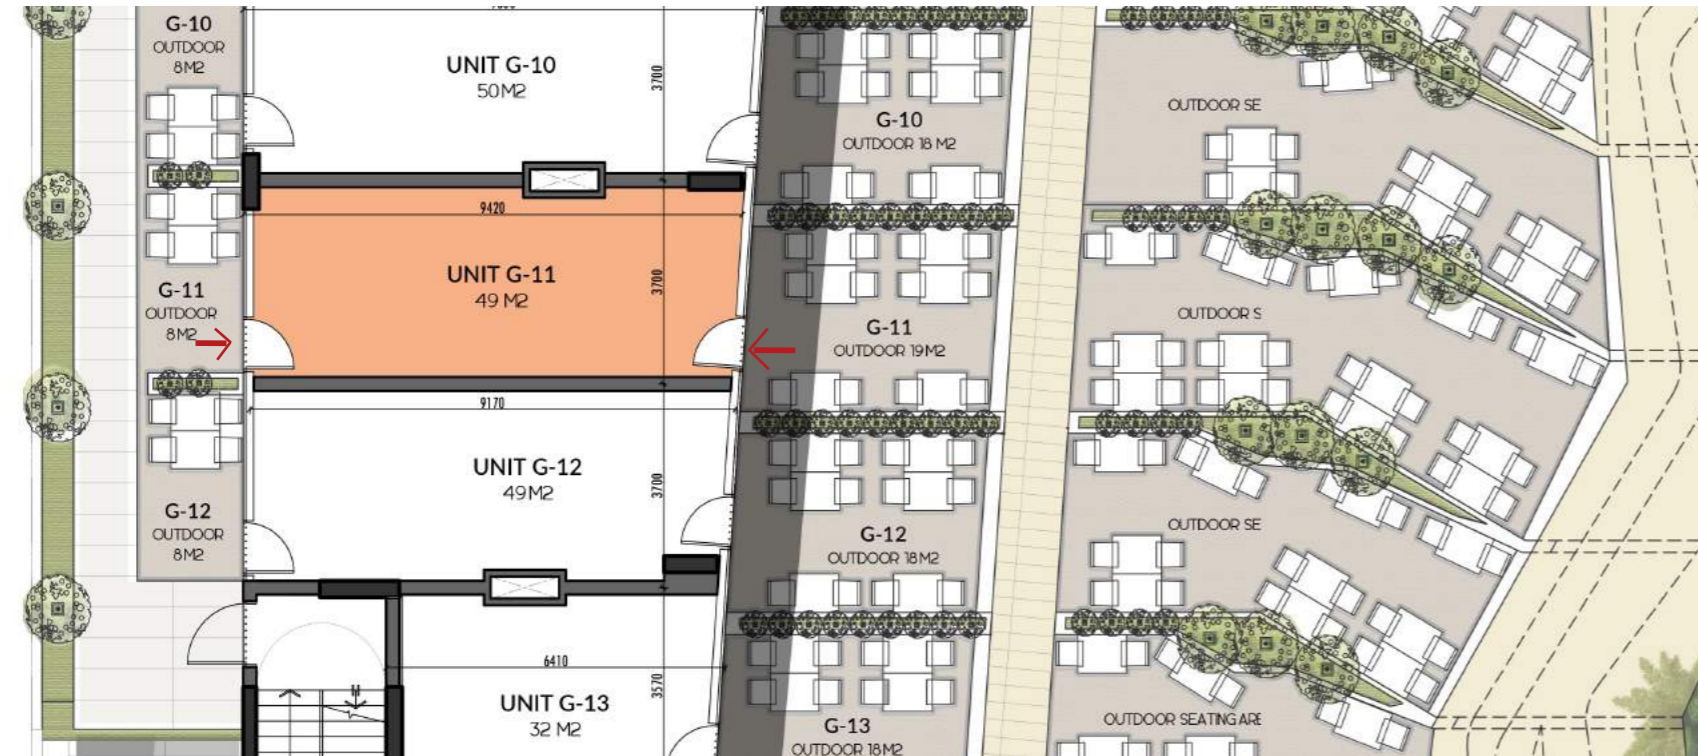 G-10
OUTDOOR
8M2
UNIT G-10
50M2
3700
G-10
OUTDOOR 18 M2
OUTDOOR SE
9420
UNIT G-11
49 M2
3700
G-11
OUTDOOR
8M2
G-11
OUTDOOR 19M2
OUTDOOR S
9170
UNIT G-12
49M2
3700
G-12
OUTDOOR
8M2
G-12
OUTDOOR 18M2
OUTDOOR SE
6410
UNIT G-13
32 M2
3570
G-13
OUTDOOR 18M2
OUTDOOR SEATING ARE